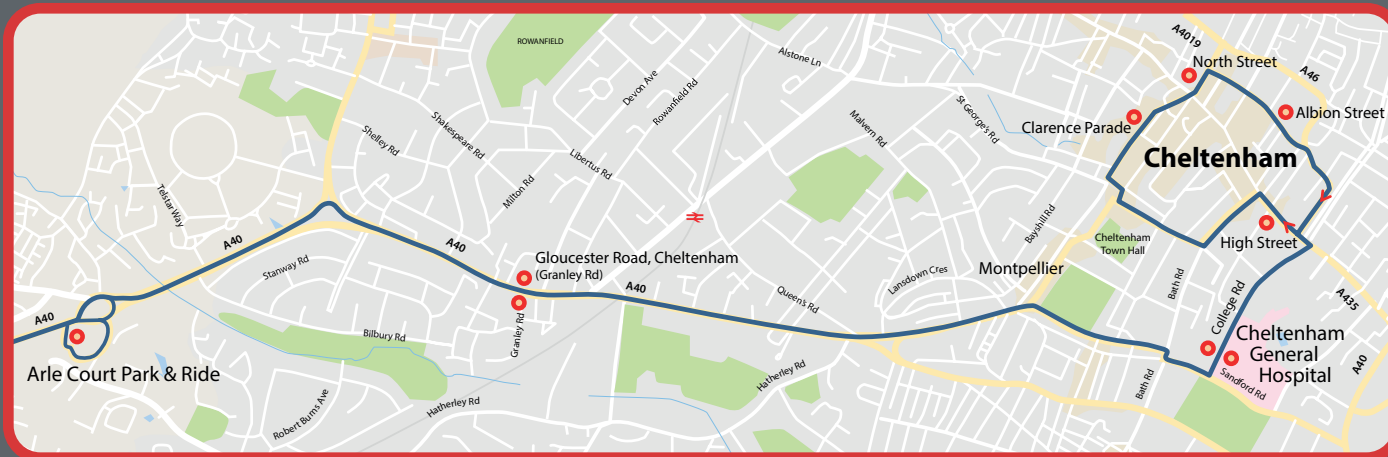 ROWANFIELD
Devon Ave
Rowanfield Rd
Alstone Ln
A4019
North Street
A46
Albion Street
Clarence Parade
St George's Rd
Malvern Rd
Cheltenham
Shelley Rd
Shakespeare Rd
Libertus Rd
Milton Rd
Telstar Way
A40
Stanway Rd
A40
Gloucester Road, Cheltenham
(Granley Rd)
A40
Queen's Rd
Lansdown Cres
Bayshill Rd
Montpellier
Cheltenham
Town Hall
High Street
Bath Rd
College Rd
A435
A40
Arle Court Park & Ride
Bilbury Rd
Granley Rd
Robert Burns Ave
Hatherley Rd
Hatherley Rd
Bath Rd
Cheltenham
General
Hospital
Sandford Rd
A40